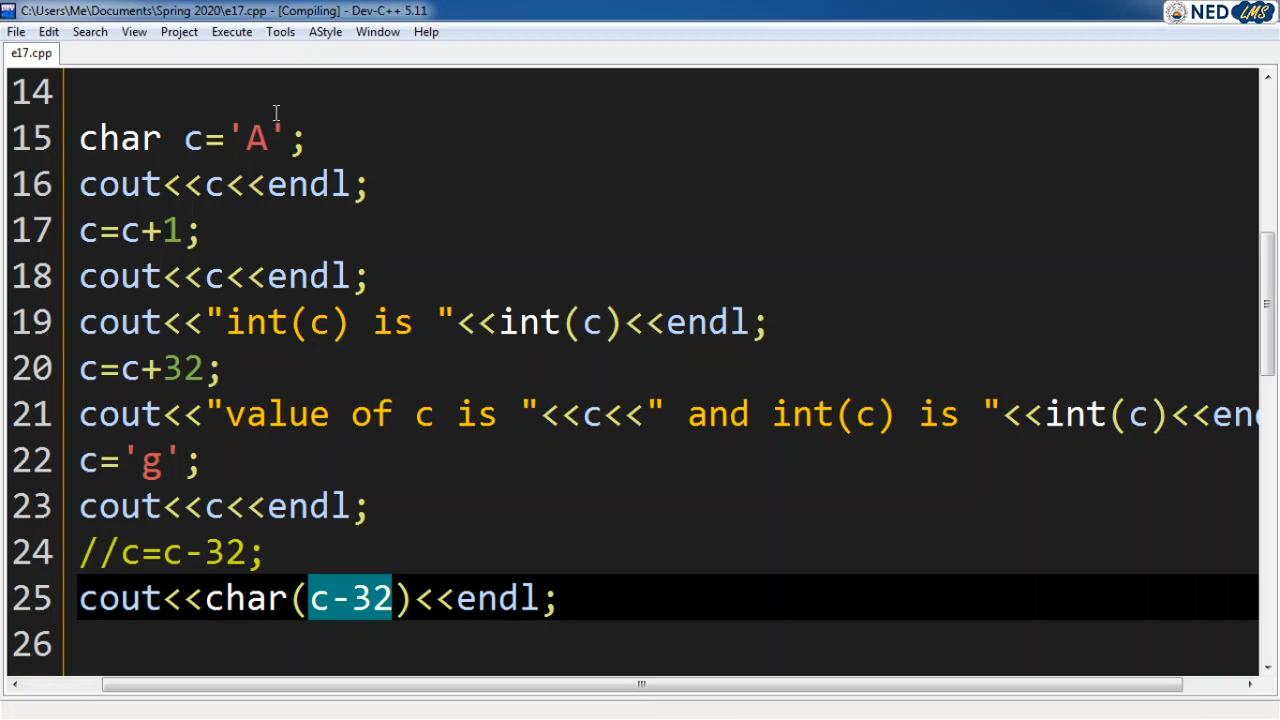 C:\Users\Me\Documents\Spring 2020\e17.cpp - [Compiling] - Dev-C++ 5.11
NED LMS
File Edit Search View Project Execute Tools AStyle Window Help
e17.cpp
14
15 char c='A';
16 cout<<c<<endl;
17 c=c+1;
18 cout<<c<<endl;
19 cout<<"int(c) is "<<int(c)<<endl;
20 c=c+32;
21 cout<<"value of c is "<<c<<" and int(c) is "<<int(c)<<end
22 c='g';
23 cout<<c<<endl;
24 //c=c-32;
25 cout<<char(c-32)<<endl;
26